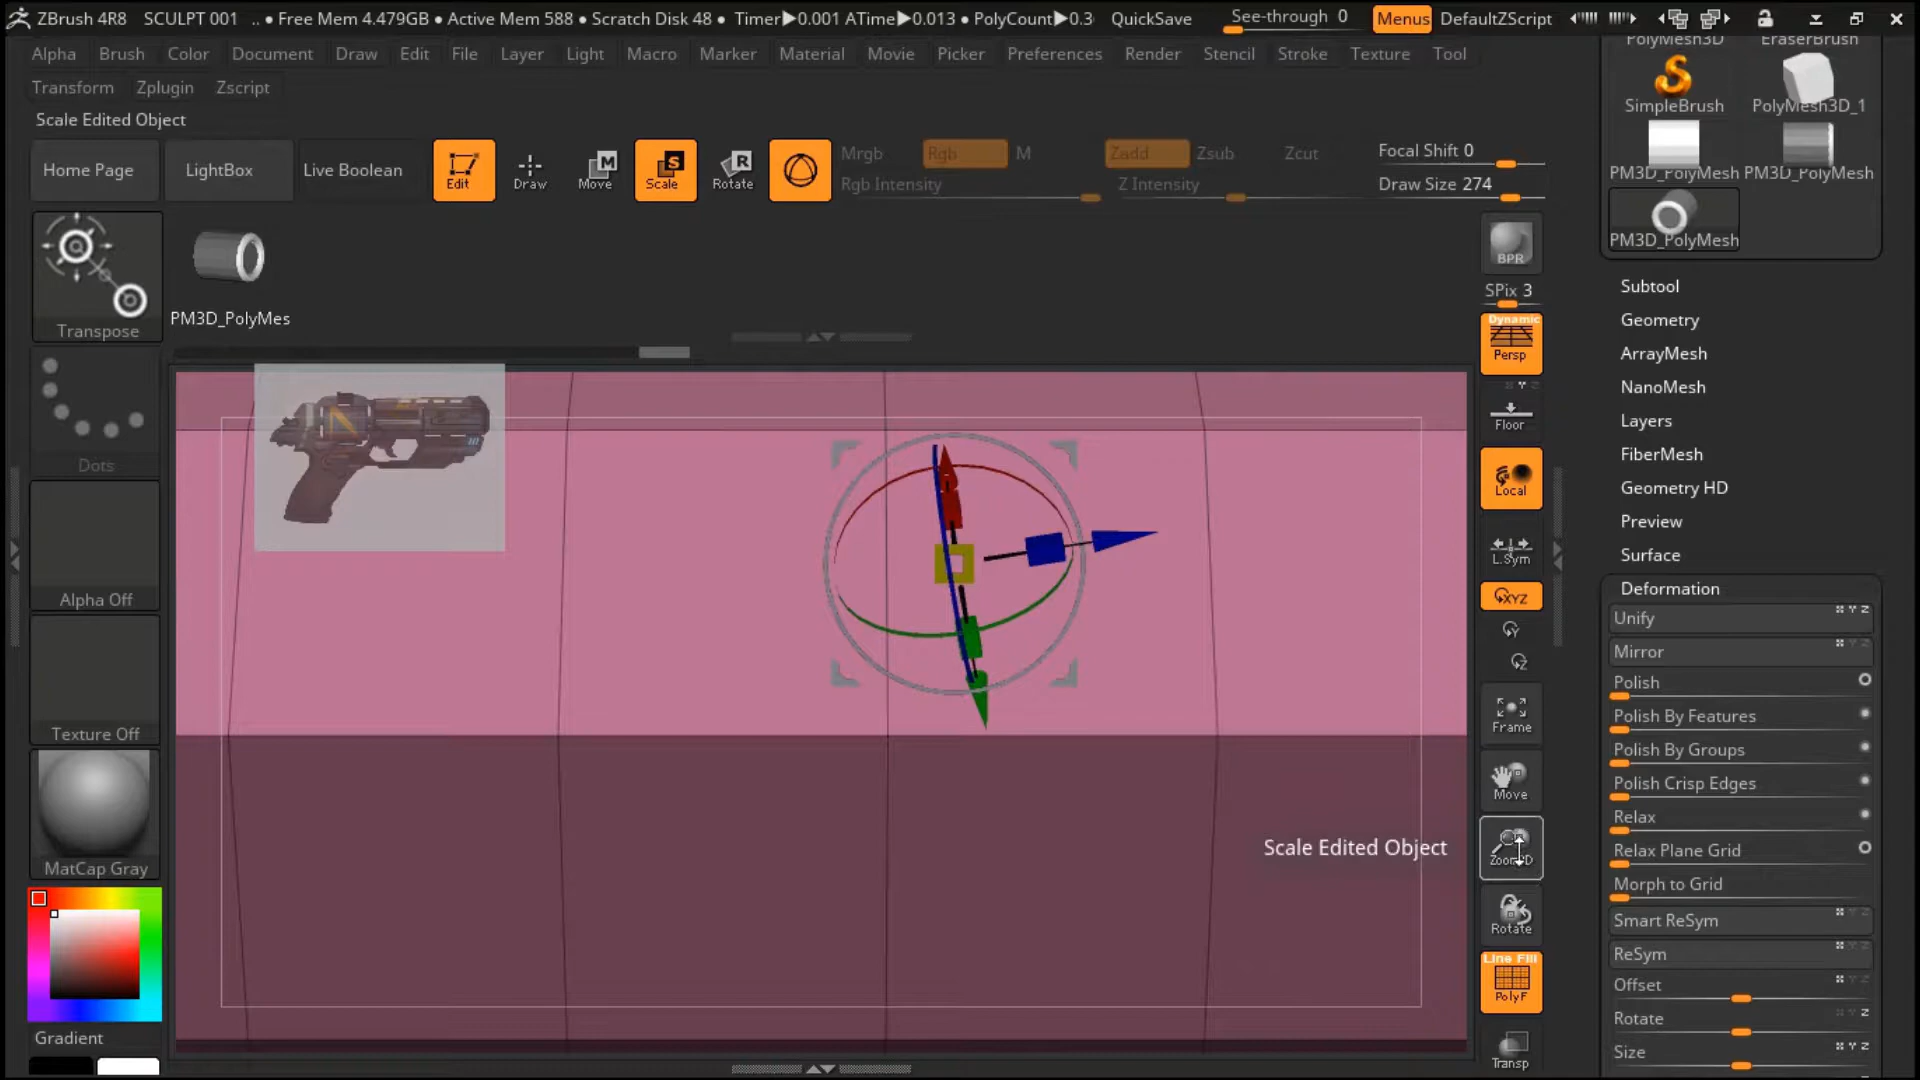 ZBrush 4R8 SCULPT 001 .. ● Free Mem 4.479GB ● Active Mem 588 ● Scratch Disk 48 ● Timer▶0.001 ATime▶0.013 ● PolyCount▶0.3 QuickSave See-through 0 Menus DefaultZScript
Alpha Brush Color Document Draw Edit File Layer Light Macro Marker Material Movie Picker Preferences Render Stencil Stroke Texture Tool
Transform Zplugin Zscript
Scale Edited Object
Home Page LightBox Live Boolean Edit Draw Move Scale Rotate
Mrgb Rgb M Zadd Zsub Zcut Focal Shift 0
Rgb Intensity Z Intensity Draw Size 274
Transpose
PM3D_PolyMes
Dots
Alpha Off
Texture Off
MatCap Gray
Gradient
Scale Edited Object
BPR
SPix 3
Dynamic
Persp
Floor
Local
L.Sym
XYZ
Y
Z
Frame
Move
Rotate
Line Fill
PolyF
Transp
PolyMesh3D EraserBrush
SimpleBrush PolyMesh3D_1
PM3D_PolyMesh PM3D_PolyMesh
PM3D_PolyMesh
Subtool
Geometry
ArrayMesh
NanoMesh
Layers
FiberMesh
Geometry HD
Preview
Surface
Deformation
Unify
Mirror
Polish
Polish By Features
Polish By Groups
Polish Crisp Edges
Relax
Relax Plane Grid
Morph to Grid
Smart ReSym
ReSym
Offset
Rotate
Size